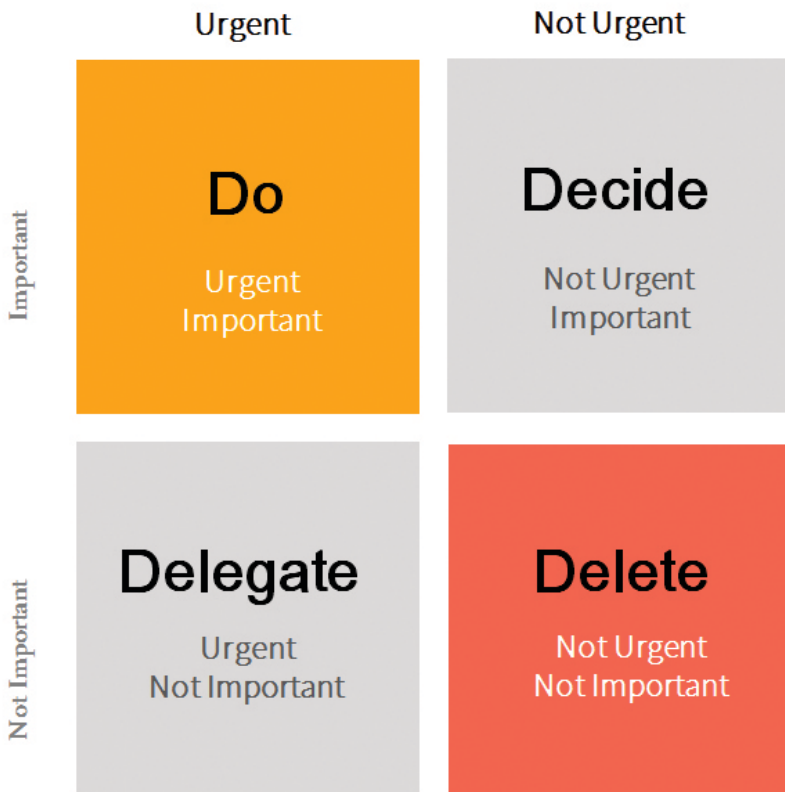 Urgent
Not Urgent
Important
Do
Urgent
Important
Decide
Not Urgent
Important
Not Important
Delegate
Urgent
Not Important
Delete
Not Urgent
Not Important